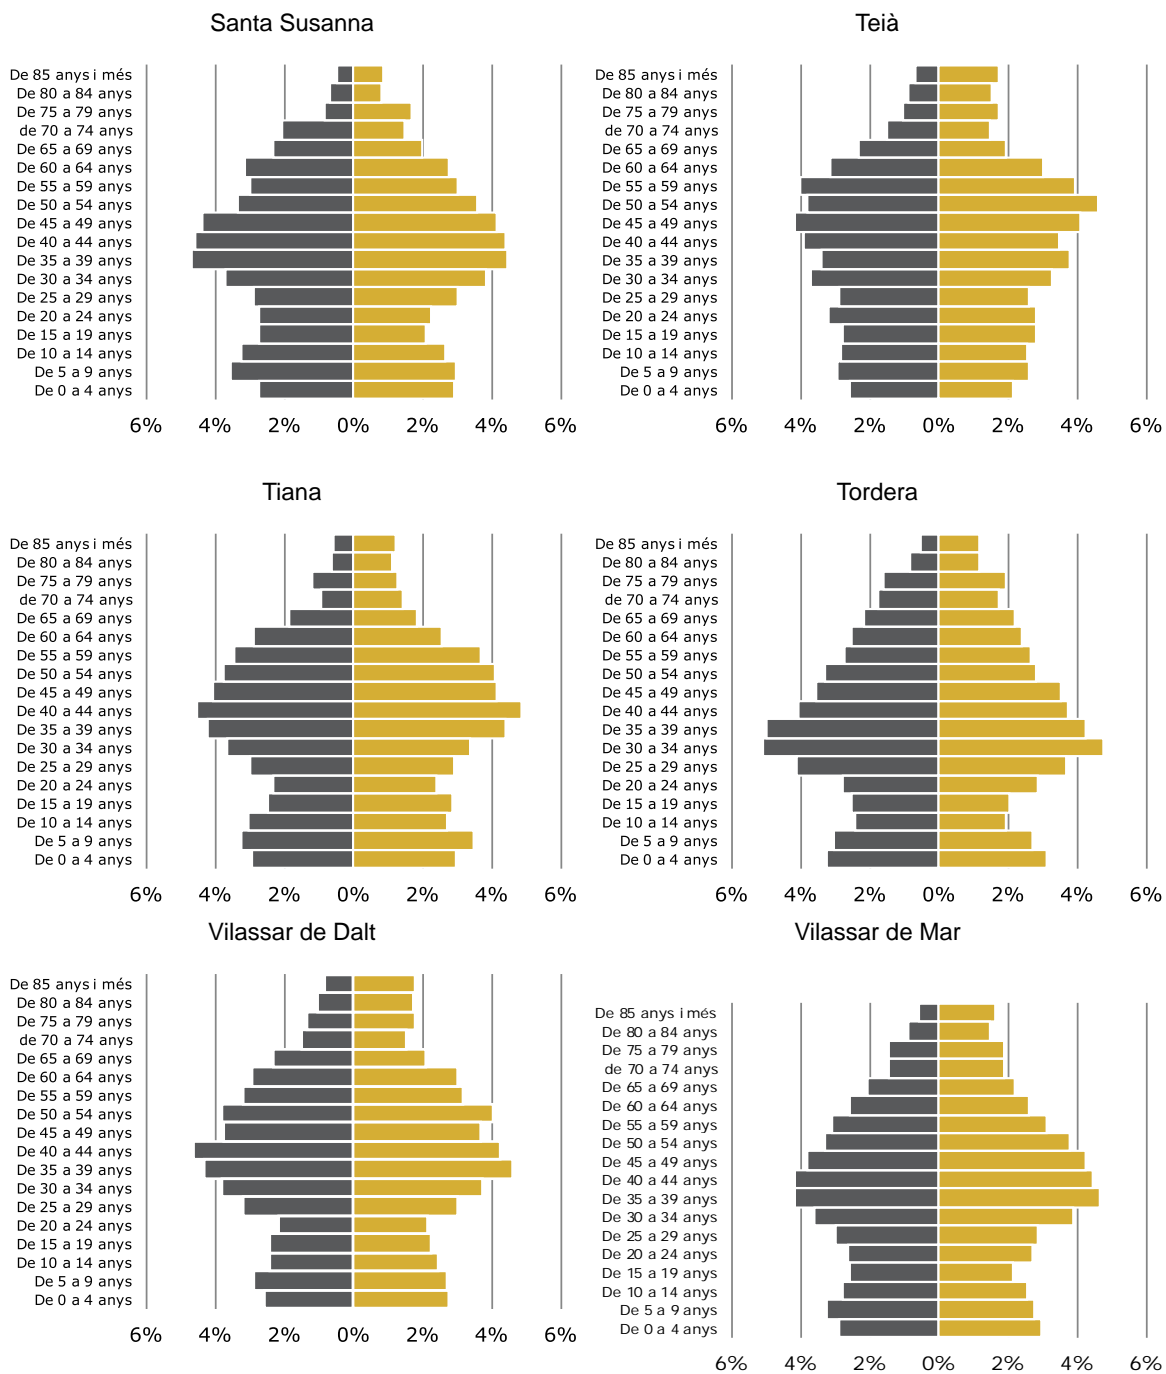 Santa Susanna
De 85 anys i més
De 80 a 84 anys
De 75 a 79 anys
de 70 a 74 anys
De 65 a 69 anys
De 60 a 64 anys
De 55 a 59 anys
De 50 a 54 anys
De 45 a 49 anys
De 40 a 44 anys
De 35 a 39 anys
De 30 a 34 anys
De 25 a 29 anys
De 20 a 24 anys
De 15 a 19 anys
De 10 a 14 anys
De 5 a 9 anys
De 0 a 4 anys
6% 4% 2% 0% 2% 4% 6%
Teià
De 85 anys i més
De 80 a 84 anys
De 75 a 79 anys
de 70 a 74 anys
De 65 a 69 anys
De 60 a 64 anys
De 55 a 59 anys
De 50 a 54 anys
De 45 a 49 anys
De 40 a 44 anys
De 35 a 39 anys
De 30 a 34 anys
De 25 a 29 anys
De 20 a 24 anys
De 15 a 19 anys
De 10 a 14 anys
De 5 a 9 anys
De 0 a 4 anys
6% 4% 2% 0% 2% 4% 6%
Tiana
De 85 anys i més
De 80 a 84 anys
De 75 a 79 anys
de 70 a 74 anys
De 65 a 69 anys
De 60 a 64 anys
De 55 a 59 anys
De 50 a 54 anys
De 45 a 49 anys
De 40 a 44 anys
De 35 a 39 anys
De 30 a 34 anys
De 25 a 29 anys
De 20 a 24 anys
De 15 a 19 anys
De 10 a 14 anys
De 5 a 9 anys
De 0 a 4 anys
6% 4% 2% 0% 2% 4% 6%
Tordera
De 85 anys i més
De 80 a 84 anys
De 75 a 79 anys
de 70 a 74 anys
De 65 a 69 anys
De 60 a 64 anys
De 55 a 59 anys
De 50 a 54 anys
De 45 a 49 anys
De 40 a 44 anys
De 35 a 39 anys
De 30 a 34 anys
De 25 a 29 anys
De 20 a 24 anys
De 15 a 19 anys
De 10 a 14 anys
De 5 a 9 anys
De 0 a 4 anys
6% 4% 2% 0% 2% 4% 6%
Vilassar de Dalt
De 85 anys i més
De 80 a 84 anys
De 75 a 79 anys
de 70 a 74 anys
De 65 a 69 anys
De 60 a 64 anys
De 55 a 59 anys
De 50 a 54 anys
De 45 a 49 anys
De 40 a 44 anys
De 35 a 39 anys
De 30 a 34 anys
De 25 a 29 anys
De 20 a 24 anys
De 15 a 19 anys
De 10 a 14 anys
De 5 a 9 anys
De 0 a 4 anys
6% 4% 2% 0% 2% 4% 6%
Vilassar de Mar
De 85 anys i més
De 80 a 84 anys
De 75 a 79 anys
de 70 a 74 anys
De 65 a 69 anys
De 60 a 64 anys
De 55 a 59 anys
De 50 a 54 anys
De 45 a 49 anys
De 40 a 44 anys
De 35 a 39 anys
De 30 a 34 anys
De 25 a 29 anys
De 20 a 24 anys
De 15 a 19 anys
De 10 a 14 anys
De 5 a 9 anys
De 0 a 4 anys
6% 4% 2% 0% 2% 4% 6%